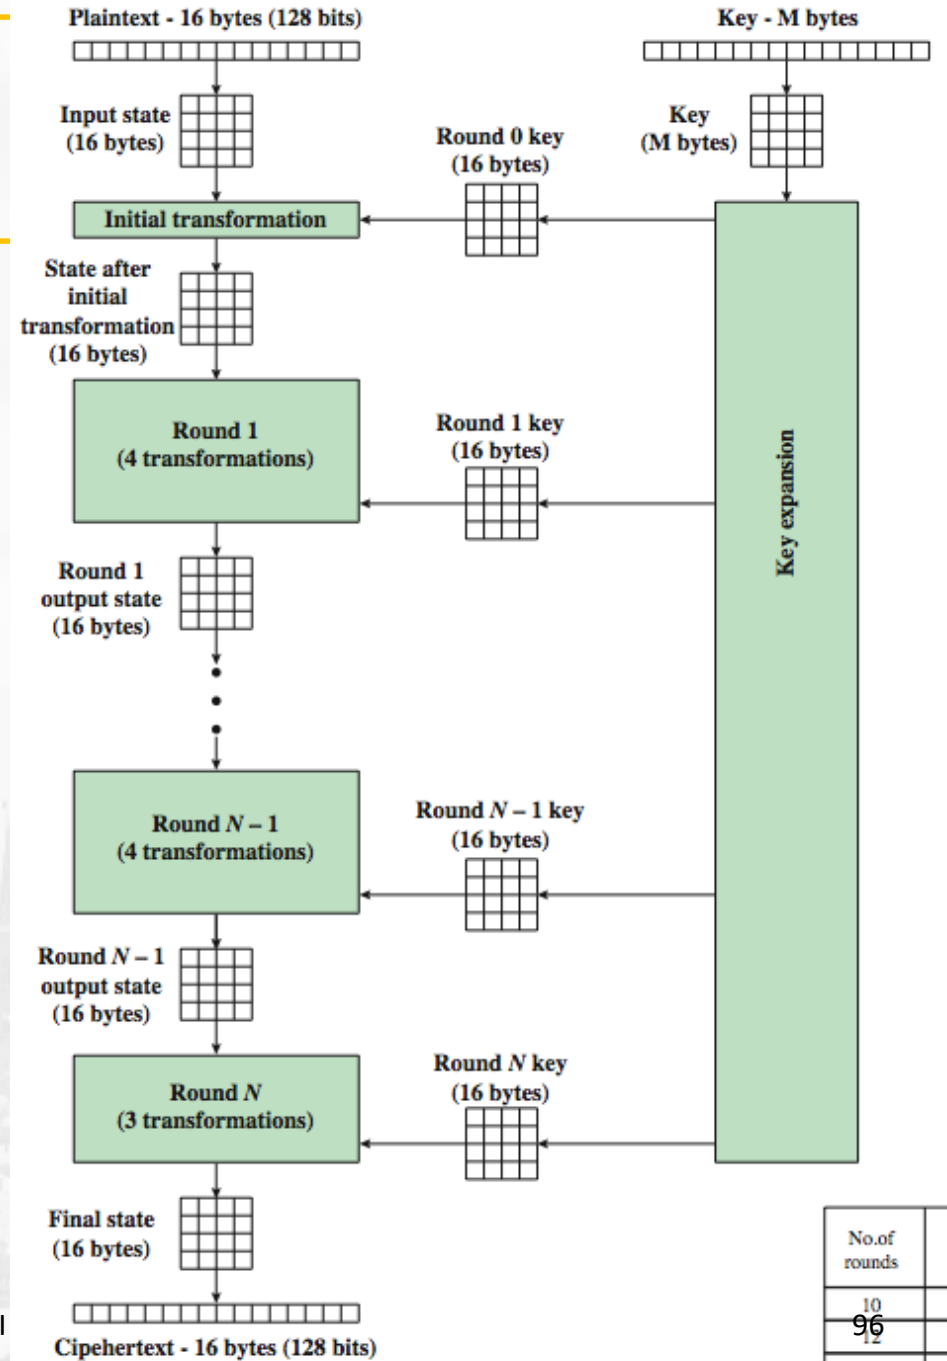 Plaintext - 16 bytes (128 bits)
Key - M bytes
Input state
(16 bytes)
Key
(M bytes)
Round 0 key
(16 bytes)
Initial transformation
State after
initial
transformation
(16 bytes)
Round 1
(4 transformations)
Round 1 key
(16 bytes)
Key expansion
Round 1
output state
(16 bytes)
Round N – 1
(4 transformations)
Round N – 1 key
(16 bytes)
Round N – 1
output state
(16 bytes)
Round N
(3 transformations)
Round N key
(16 bytes)
Final state
(16 bytes)
No.of
rounds
10
12
96
Cipehertext - 16 bytes (128 bits)